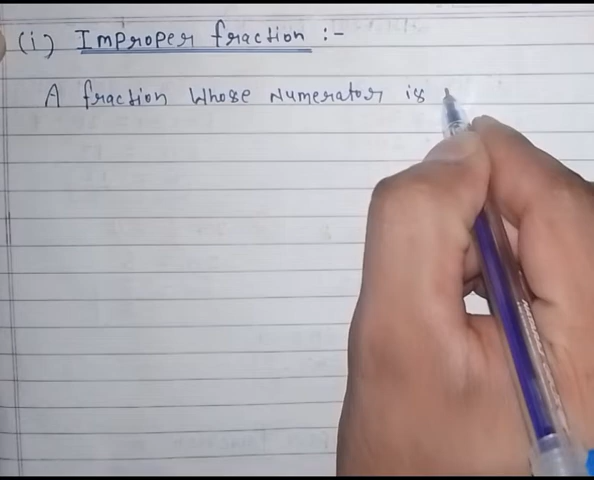 (i) Improper fraction :-
A fraction whose Numerator is